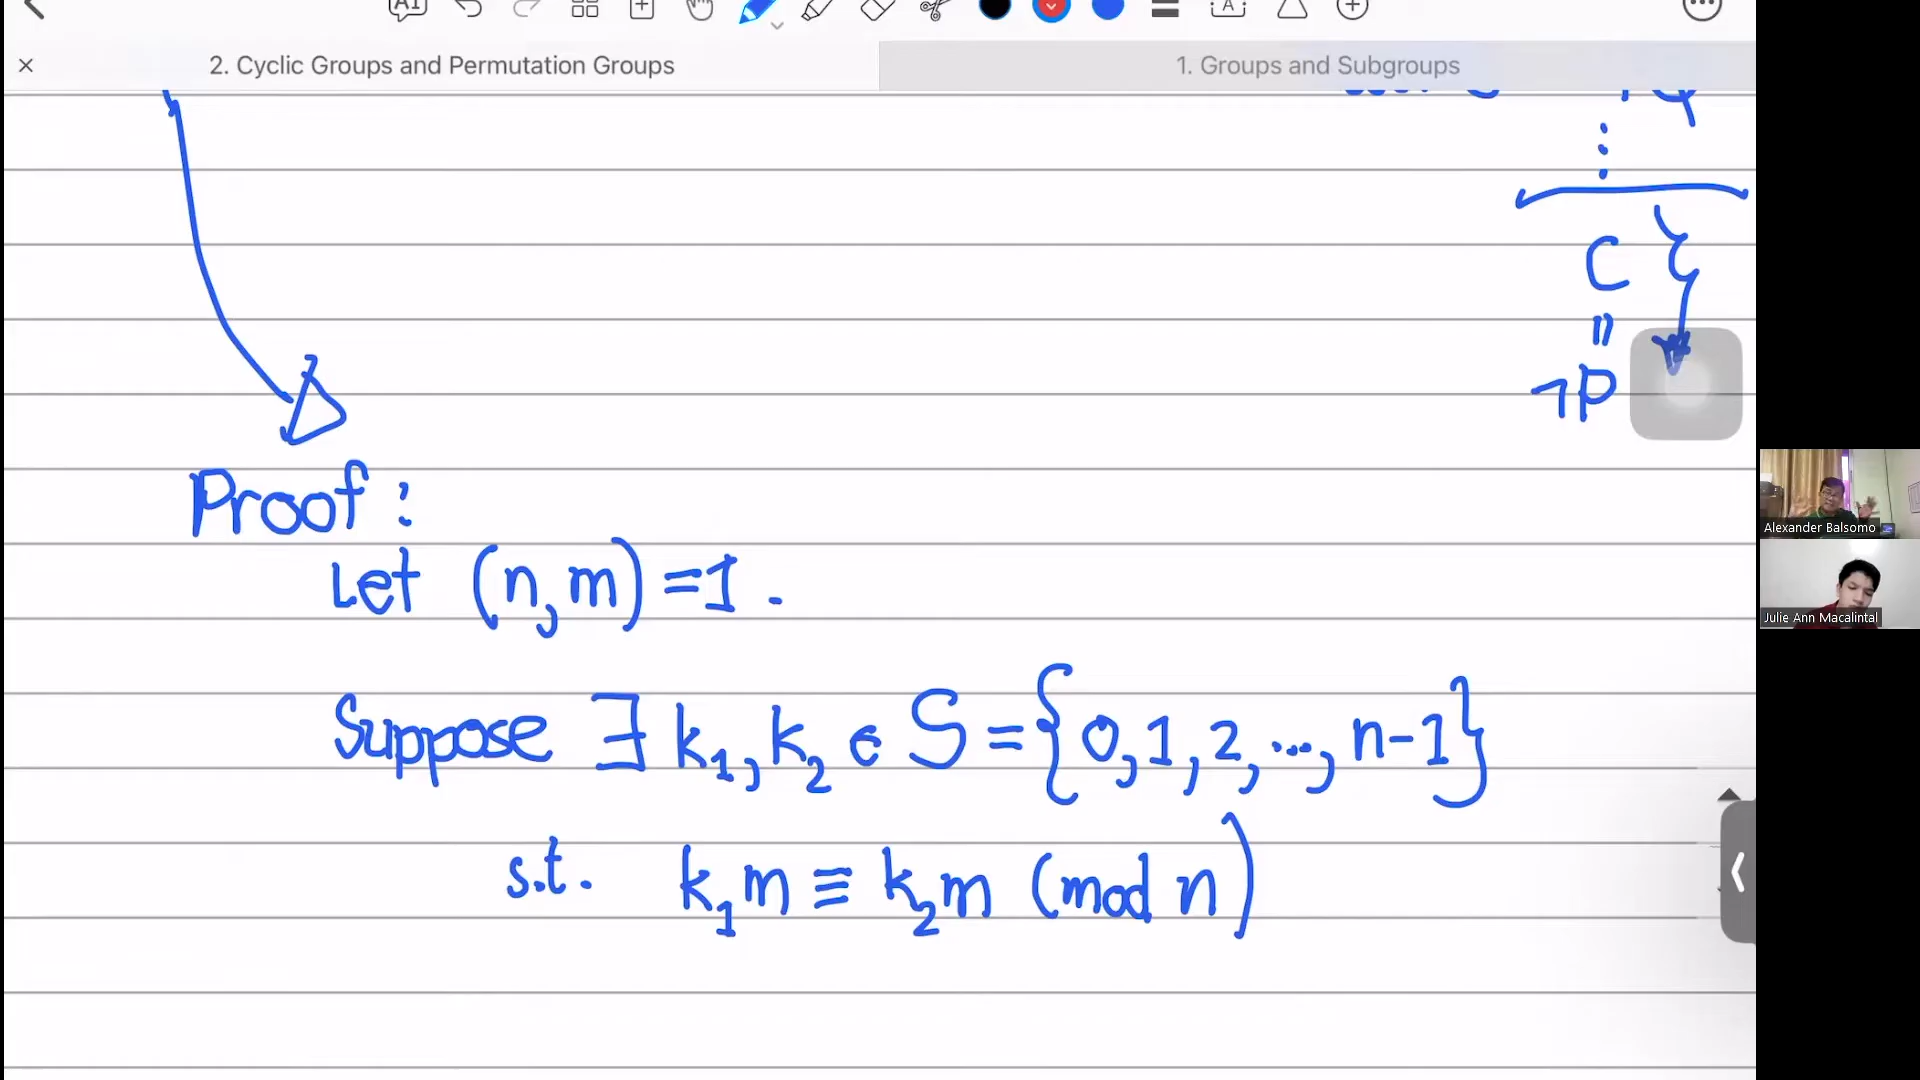 2. Cyclic Groups and Permutation Groups
1. Groups and Subgroups
C
=
¬P
Proof:
Let (n,m)=1.
Suppose ∃ k₁,k₂ ∈ S={0,1,2,...,n-1}
s.t. k₁m ≡ k₂m (mod n)
Alexander Balsomo
Julie Ann Macalintal